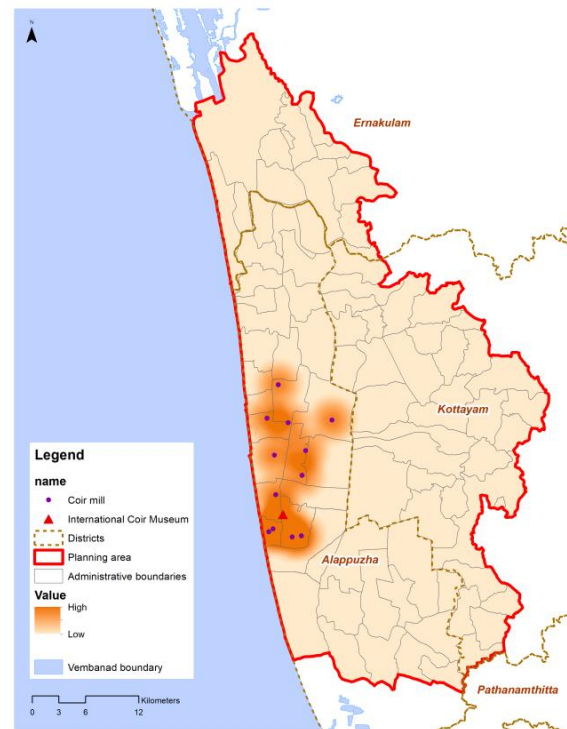 N
Ernakulam
Kottayam
Alappuzha
Pathanamthitta
Legend
name
Coir mill
International Coir Museum
Districts
Planning area
Administrative boundaries
Value
High
Low
Vembanad boundary
Kilometers
0 3 6 12